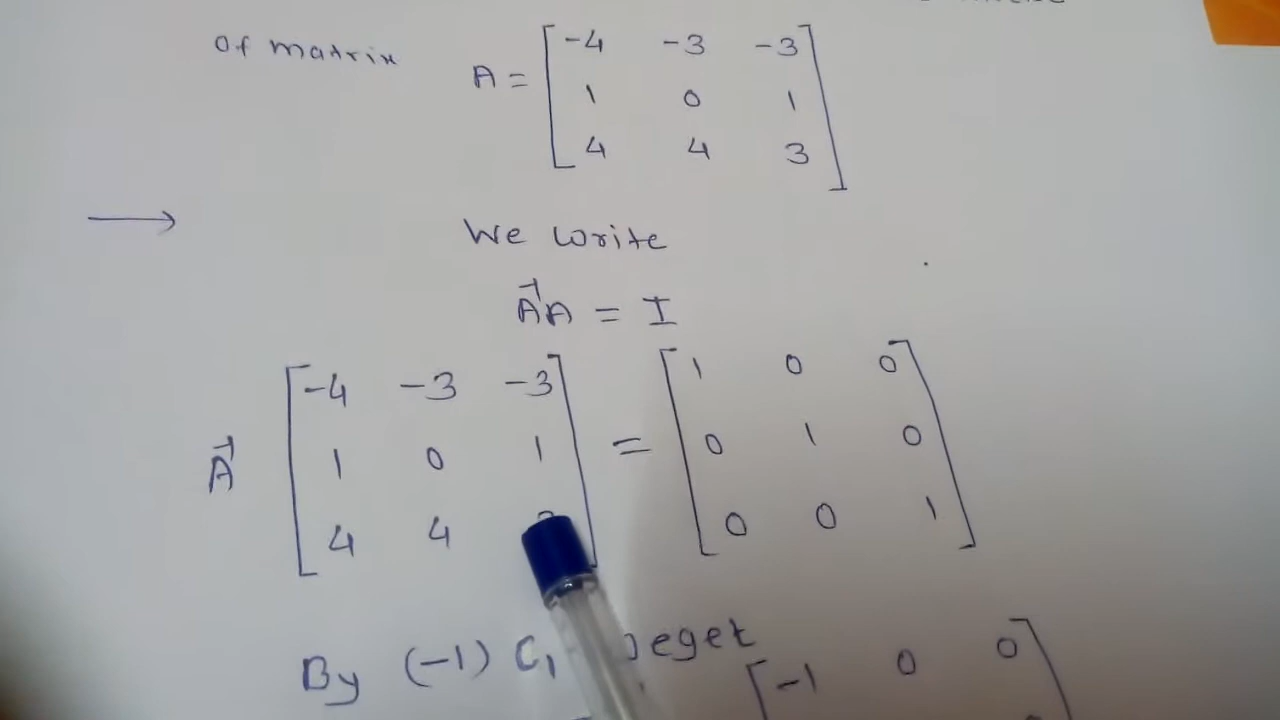 Of matrix A = [ -4 -3 -3
1 0 1
4 4 3 ]
We write
A⁻¹A = I
A⁻¹ [ -4 -3 -3 ] = [ 1 0 0 ]
1 0 1 0 1 0
4 4 0 0 1
By (-1) C₁ weget
[ -1 0 0 ]